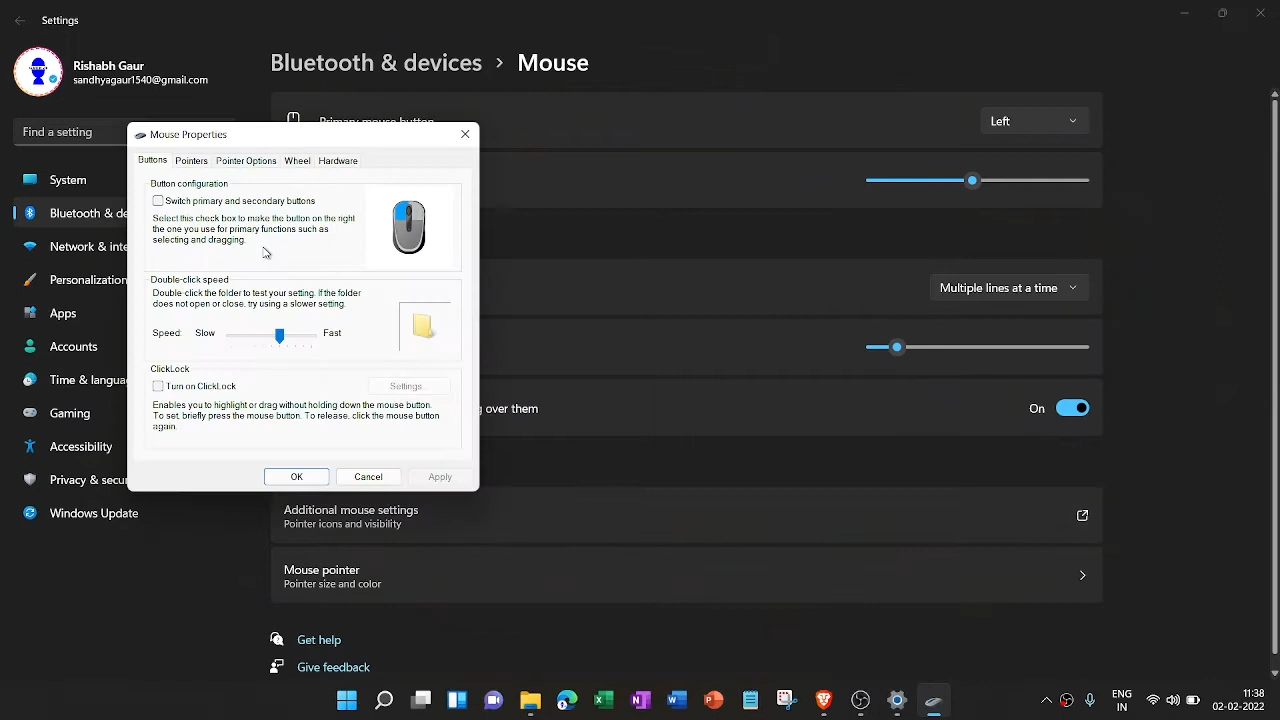 Settings
Rishabh Gaur
sandhyagaur1540@gmail.com
Find a setting
System
Bluetooth & de
Network & inte
Personalization
Apps
Accounts
Time & langua
Gaming
Accessibility
Privacy & secur
Windows Update
Bluetooth & devices > Mouse
Primary mouse button
Left
Multiple lines at a time
g over them
On
Additional mouse settings
Pointer icons and visibility
Mouse pointer
Pointer size and color
Get help
Give feedback
Mouse Properties
Buttons Pointers Pointer Options Wheel Hardware
Button configuration
Switch primary and secondary buttons
Select this check box to make the button on the right
the one you use for primary functions such as
selecting and dragging.
Double-click speed
Double-click the folder to test your setting. If the folder
does not open or close, try using a slower setting.
Speed: Slow Fast
ClickLock
Turn on ClickLock
Settings...
Enables you to highlight or drag without holding down the mouse button.
To set, briefly press the mouse button. To release, click the mouse button
again.
OK Cancel Apply
ENG
IN
11:38
02-02-2022